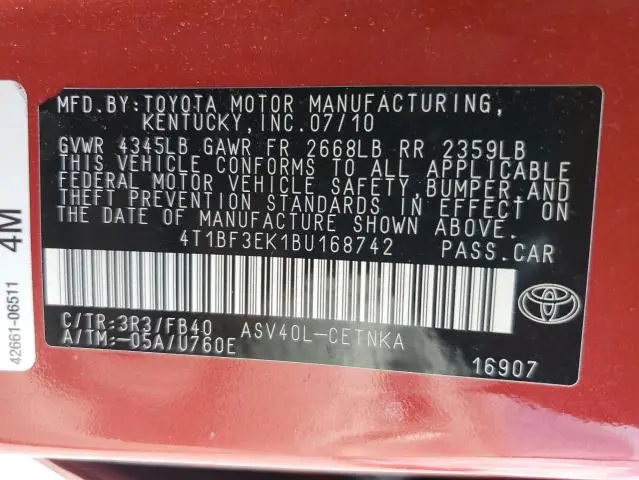 MFD.BY:TOYOTA MOTOR MANUFACTURING,
KENTUCKY,INC.07/10
GVWR 4345LB GAWR FR 2668LB RR 2359LB
THIS VEHICLE CONFORMS TO ALL APPLICABLE
FEDERAL MOTOR VEHICLE SAFETY,BUMPER,AND
THEFT PREVENTION STANDARDS IN EFFECT ON
THE DATE OF MANUFACTURE SHOWN ABOVE.
4T1BF3EK1BU168742 PASS.CAR
C/TR:3R3/FB40 ASV40L-CETNKA
A/TM:-05A/U760E
16907
4M
42661-06511